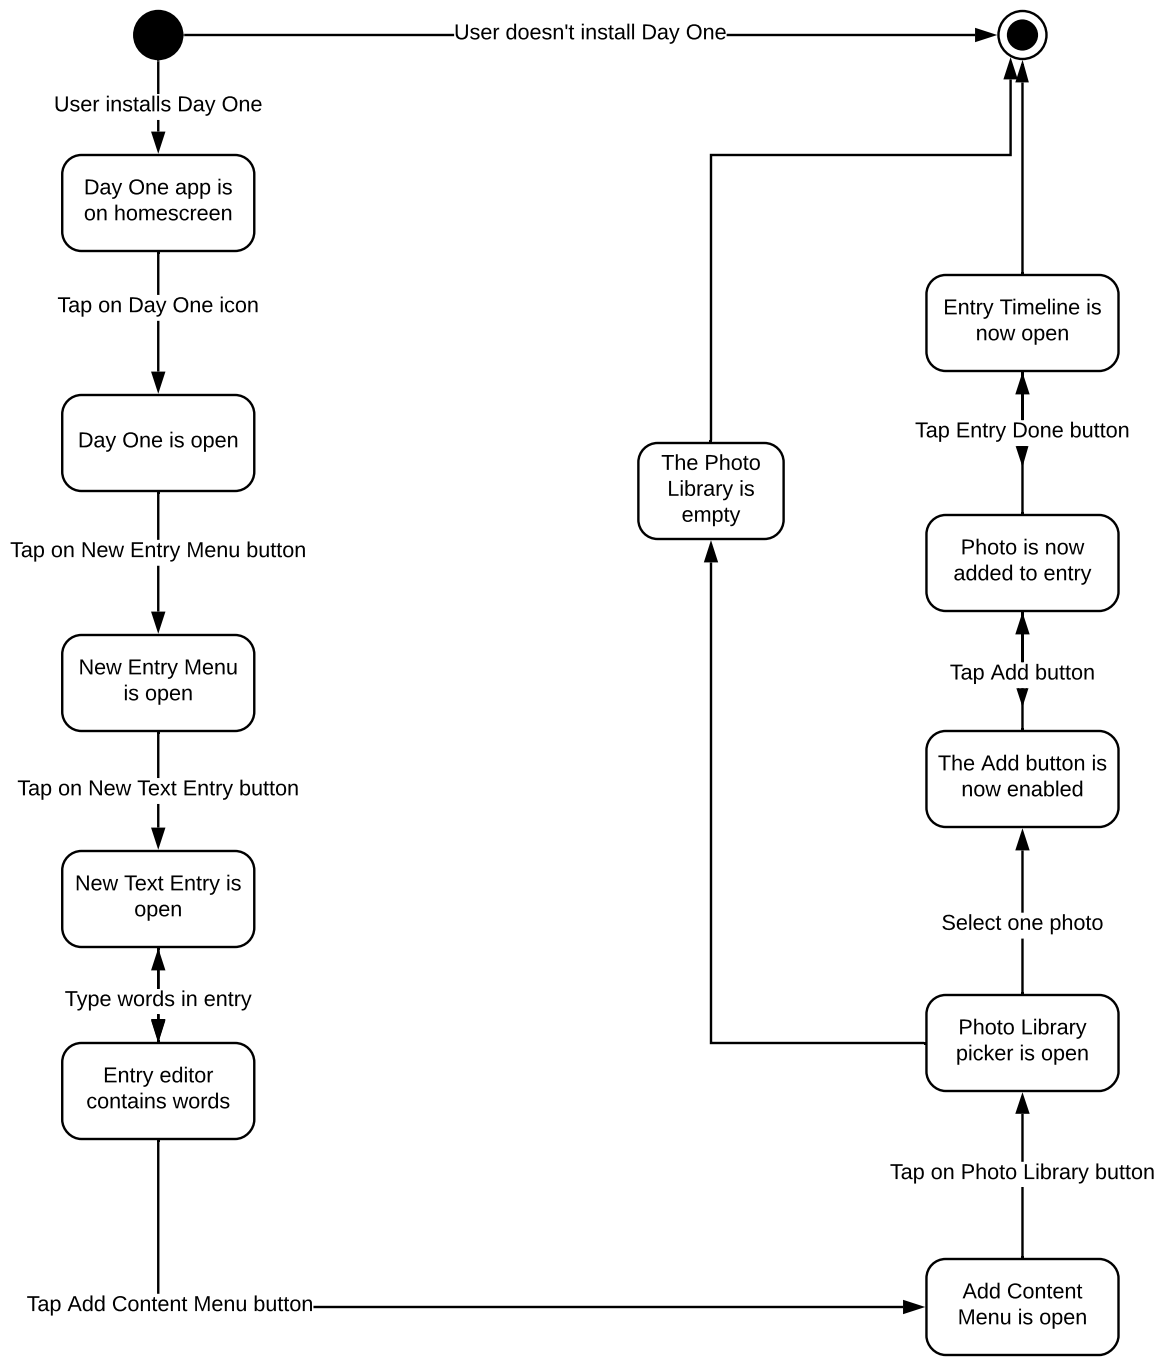 User doesn't install Day One
User installs Day One
Day One app is
on homescreen
Tap on Day One icon
Day One is open
Tap on New Entry Menu button
New Entry Menu
is open
Tap on New Text Entry button
New Text Entry is
open
Type words in entry
Entry editor
contains words
Tap Add Content Menu button
Add Content
Menu is open
Tap on Photo Library button
Photo Library
picker is open
The Photo
Library is
empty
Select one photo
The Add button is
now enabled
Tap Add button
Photo is now
added to entry
Tap Entry Done button
Entry Timeline is
now open